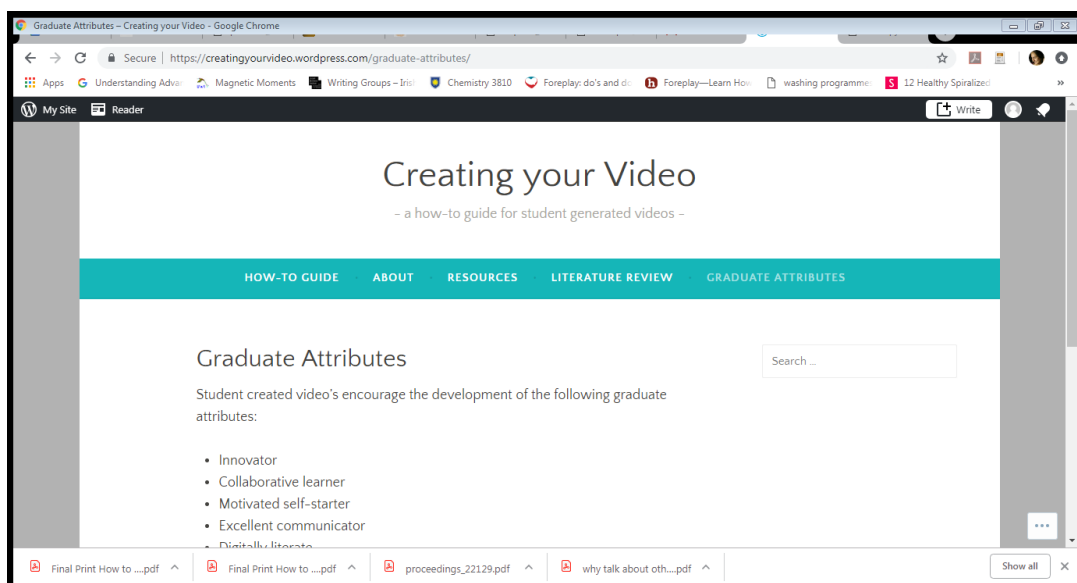 Graduate Attributes – Creating your Video - Google Chrome
Secure | https://creatingyourvideo.wordpress.com/graduate-attributes/
Apps Understanding Adva Magnetic Moments Writing Groups – Iris Chemistry 3810 Foreplay: do's and do Foreplay—Learn How washing programme: 12 Healthy Spiralized »
My Site Reader Write
Creating your Video
– a how-to guide for student generated videos –
HOW-TO GUIDE ABOUT RESOURCES LITERATURE REVIEW GRADUATE ATTRIBUTES
Graduate Attributes
Search ...
Student created video's encourage the development of the following graduate
attributes:
• Innovator
• Collaborative learner
• Motivated self-starter
• Excellent communicator
• Digitally literate
Final Print How to ....pdf Final Print How to ....pdf proceedings_22129.pdf why talk about oth....pdf Show all